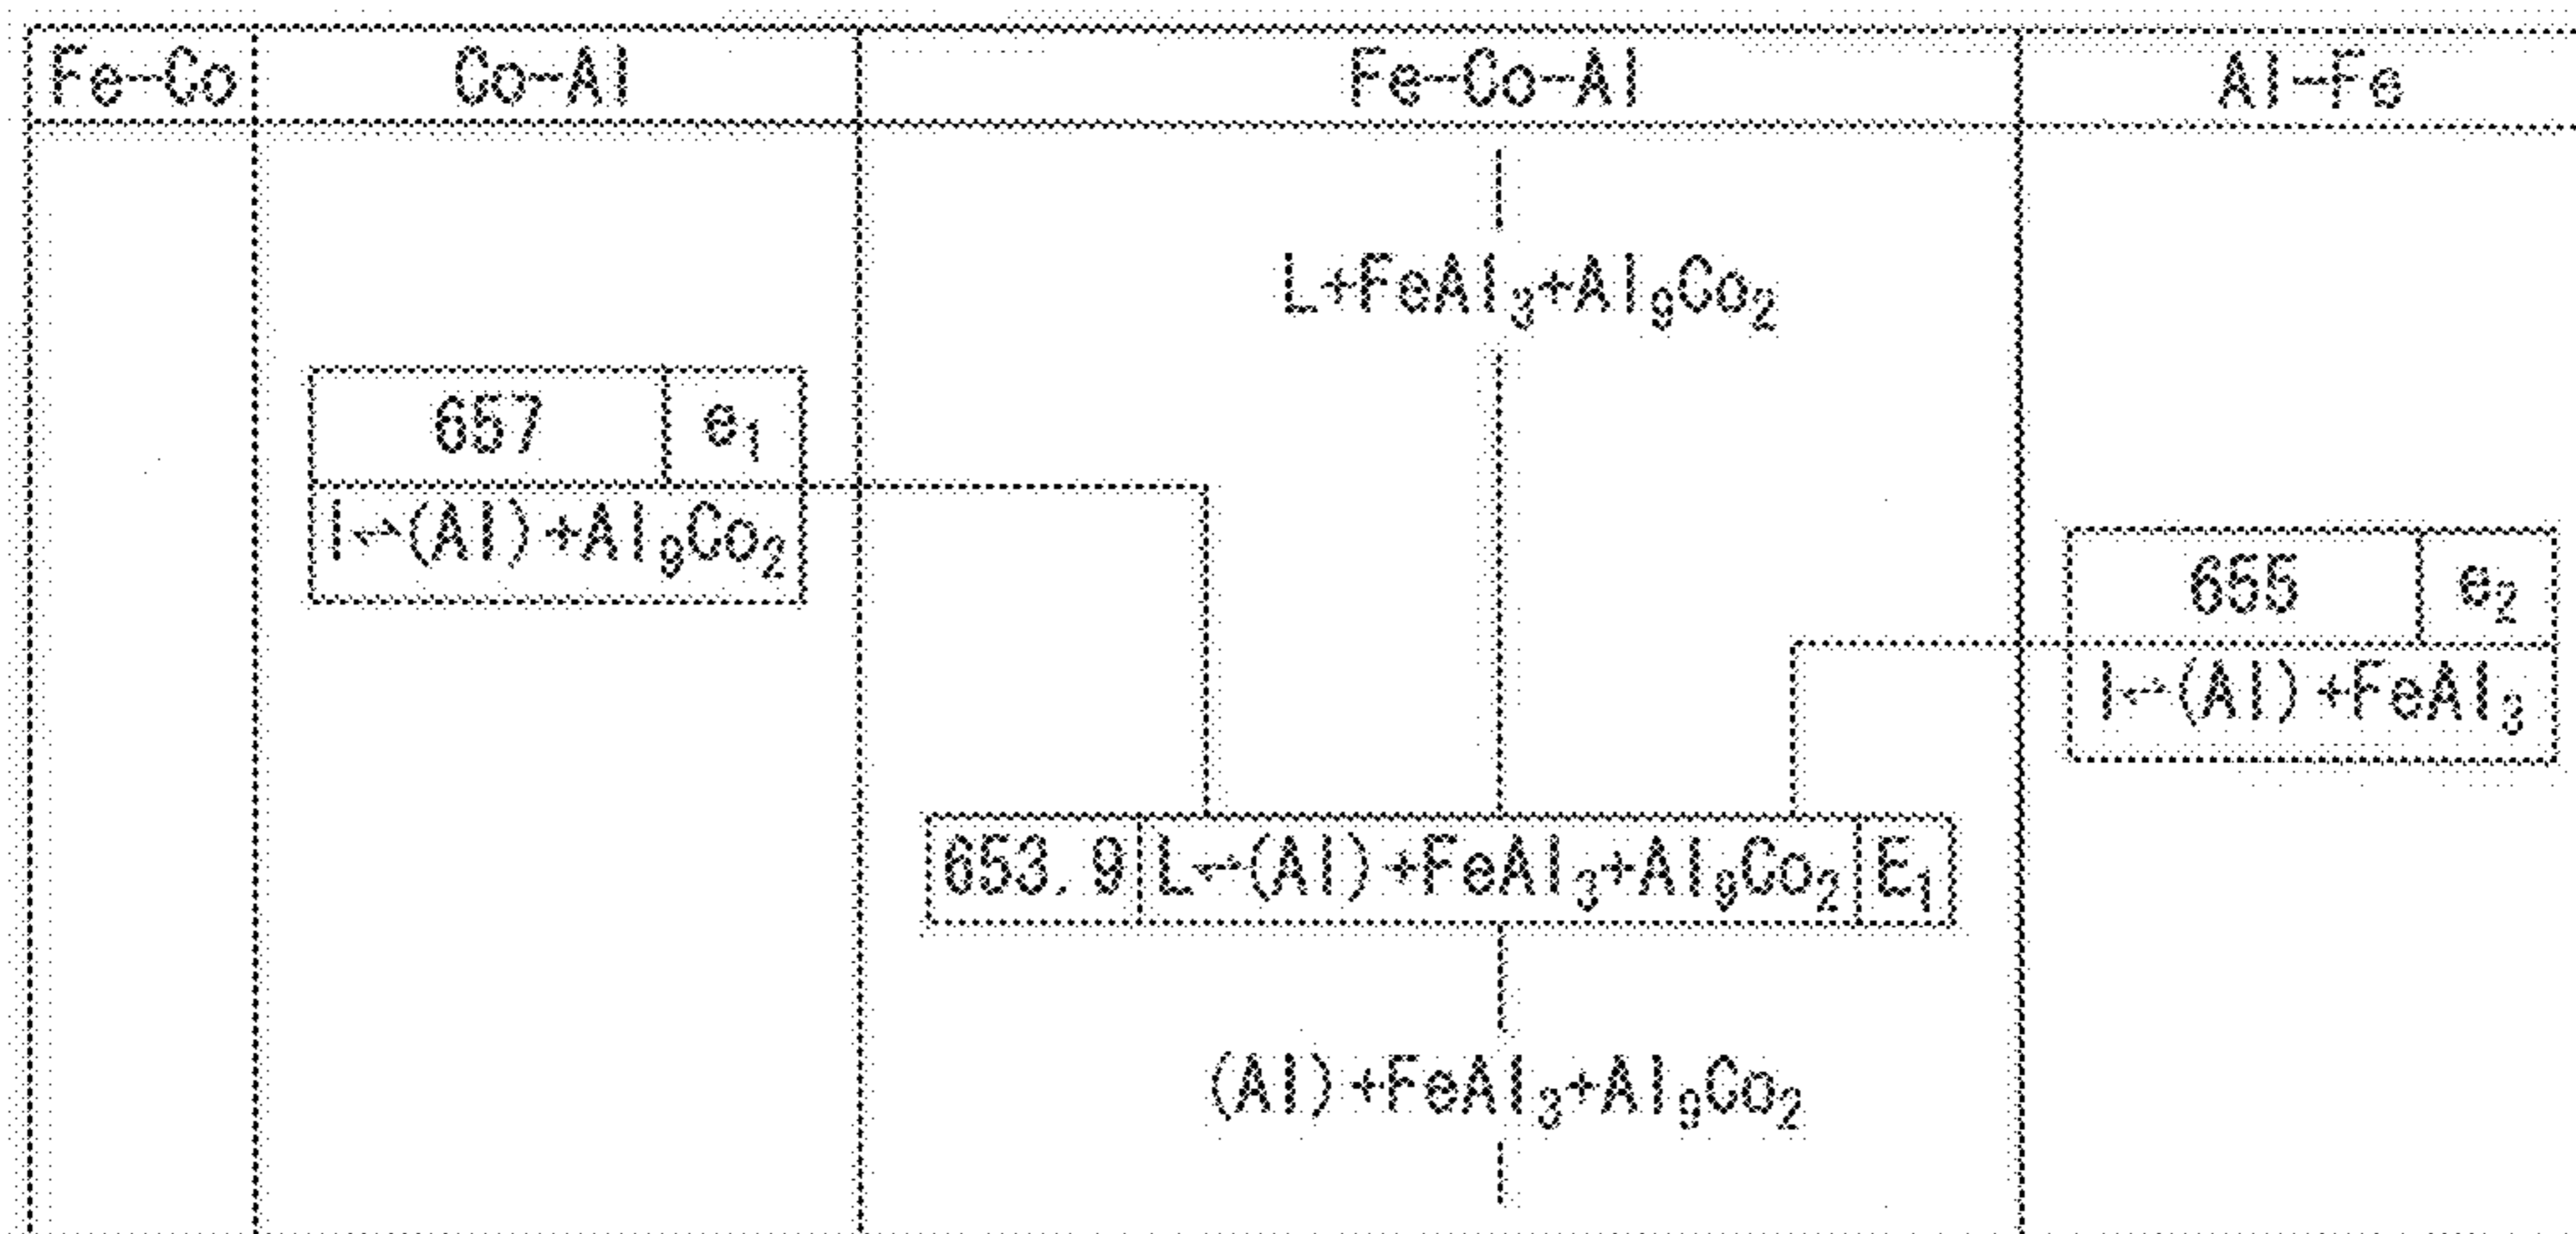 Fe-Co Co-Al Fe-Co-Al Al-Fe
L+FeAl₃+Al₉Co₂
657 e₁
l↔(Al)+Al₉Co₂
655 e₂
l↔(Al)+FeAl₃
653.9 L↔(Al)+FeAl₃+Al₉Co₂ E₁
(Al)+FeAl₃+Al₉Co₂